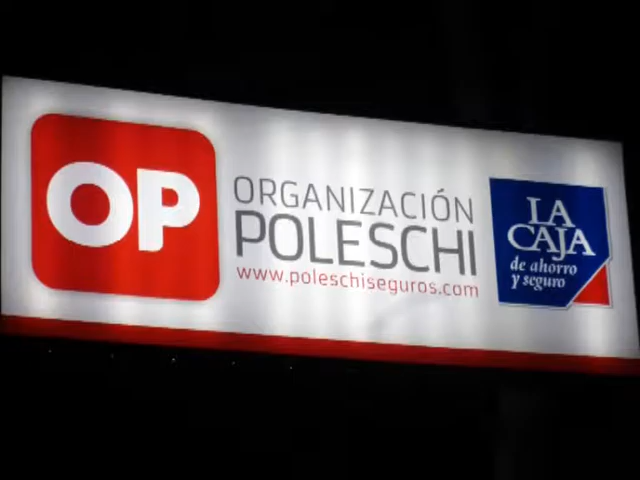 OP
ORGANIZACIÓN
POLESCHI
www.poleschiseguros.com
LA
CAJA
de ahorro
y seguro